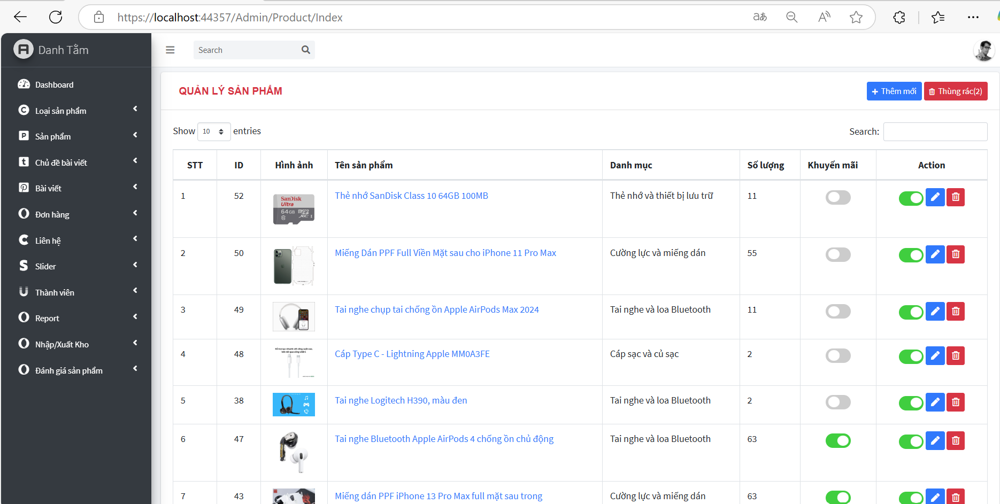 https://localhost:44357/Admin/Product/Index
Danh Tằm
Search
Dashboard
Loại sản phẩm
Sản phẩm
Chủ đề bài viết
Bài viết
Đơn hàng
Liên hệ
Slider
Thành viên
Report
Nhập/Xuất Kho
Đánh giá sản phẩm
QUẢN LÝ SẢN PHẨM
Thêm mới
Thùng rác(2)
Show 10 entries
Search:
STT ID Hình ảnh Tên sản phẩm Danh mục Số lượng Khuyến mãi Action
1 52 Thẻ nhớ SanDisk Class 10 64GB 100MB Thẻ nhớ và thiết bị lưu trữ 11
SanDisk
Ultra
64GB micro
2 50 Miếng Dán PPF Full Viền Mặt sau cho iPhone 11 Pro Max Cường lực và miếng dán 55
3 49 Tai nghe chụp tai chống ồn Apple AirPods Max 2024 Tai nghe và loa Bluetooth 11
4 48 Cáp Type C - Lightning Apple MM0A3FE Cáp sạc và củ sạc 2
5 38 Tai nghe Logitech H390, màu đen Tai nghe và loa Bluetooth 2
6 47 Tai nghe Bluetooth Apple AirPods 4 chống ồn chủ động Tai nghe và loa Bluetooth 63
7 43 Miếng dán PPF iPhone 13 Pro Max full mặt sau trong Cường lực và miếng dán 63